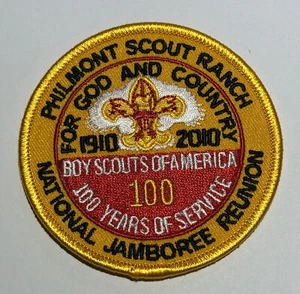 PHILMONT SCOUT RANCH
FOR GOD AND COUNTRY
1910 2010
BOY SCOUTS OF AMERICA
100
100 YEARS OF SERVICE
NATIONAL JAMBOREE REUNION